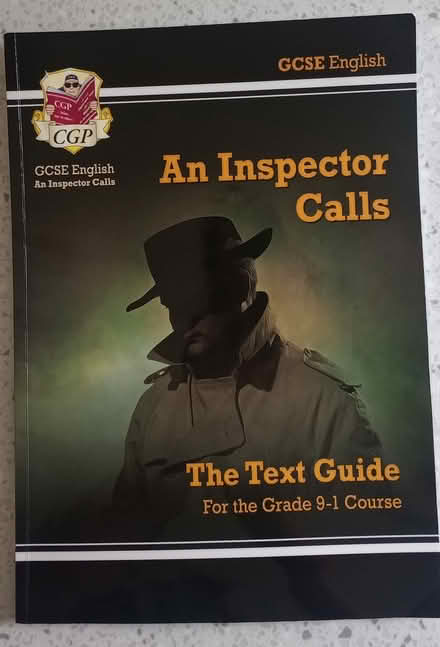 GCSE English
CGP
CGP
GCSE English
An Inspector Calls
An Inspector
Calls
The Text Guide
For the Grade 9-1 Course